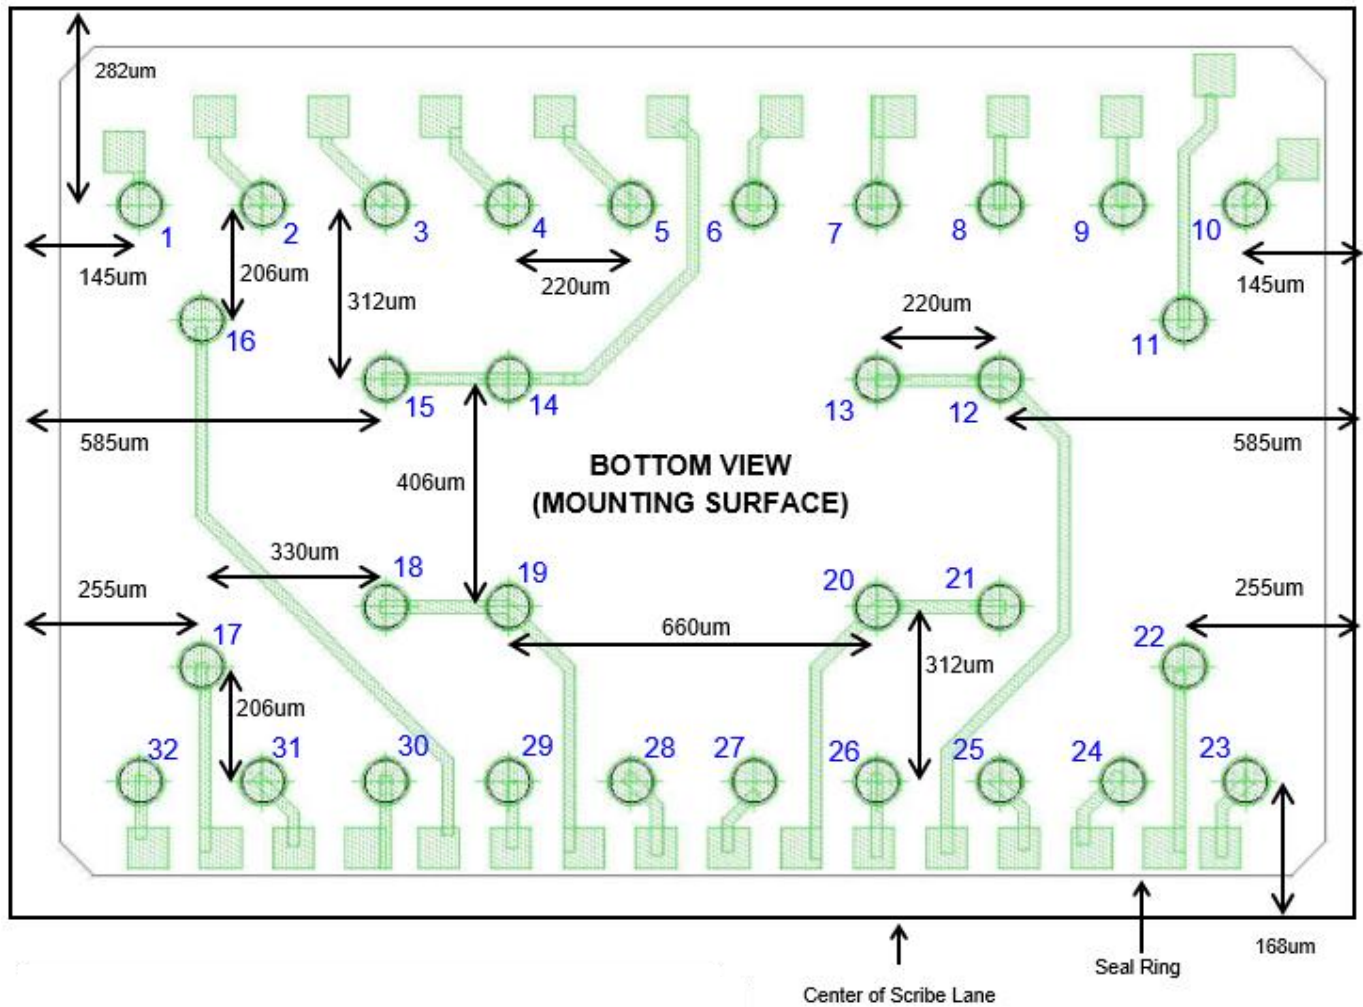 282um
1
2
3
4
5
6
7
8
9
10
145um
206um
312um
220um
220um
145um
16
11
15
14
13
12
585um
406um
BOTTOM VIEW
(MOUNTING SURFACE)
585um
330um
18
19
20
21
255um
660um
255um
17
22
206um
312um
32
31
30
29
28
27
26
25
24
23
168um
Seal Ring
Center of Scribe Lane